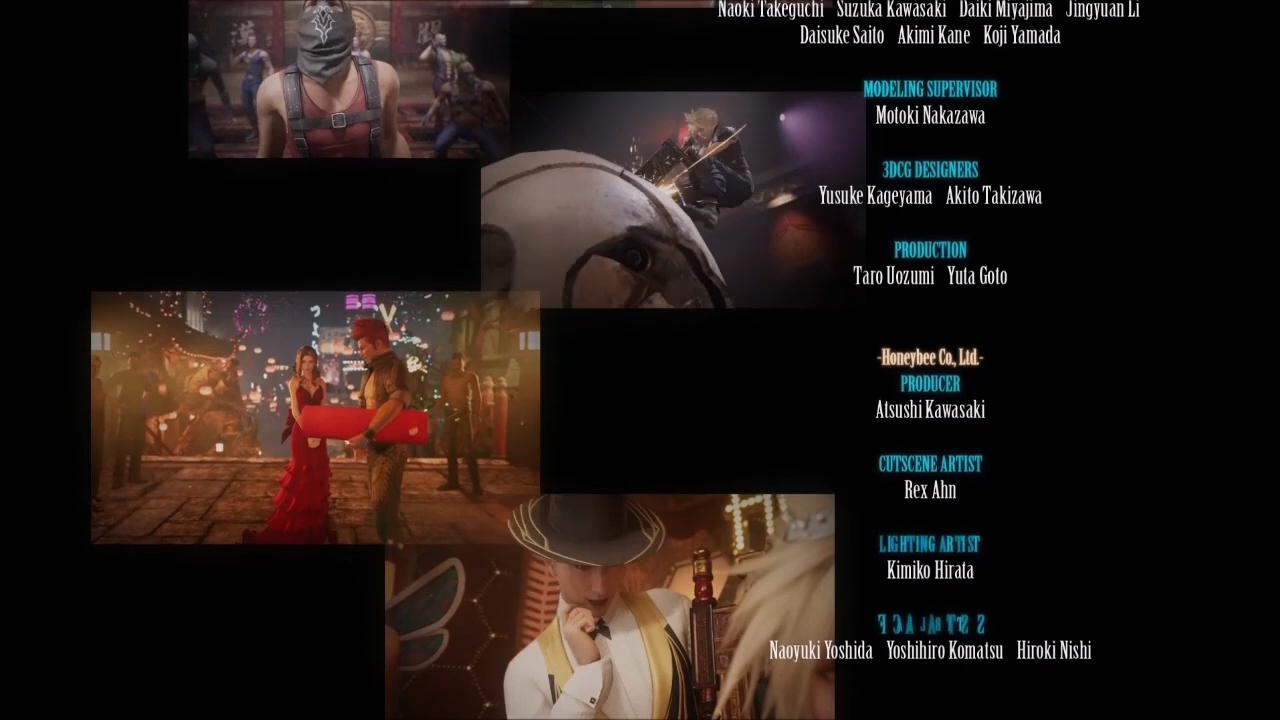 Naoki Takeguchi Suzuka Kawasaki Daiki Miyajima Jingyuan Li
Daisuke Saito Akimi Kane Koji Yamada
MODELING SUPERVISOR
Motoki Nakazawa
3DCG DESIGNERS
Yusuke Kageyama Akito Takizawa
PRODUCTION
Taro Uozumi Yuta Goto
-Honeybee Co., Ltd.-
PRODUCER
Atsushi Kawasaki
CUTSCENE ARTIST
Rex Ahn
LIGHTING ARTIST
Kimiko Hirata
Naoyuki Yoshida Yoshihiro Komatsu Hiroki Nishi